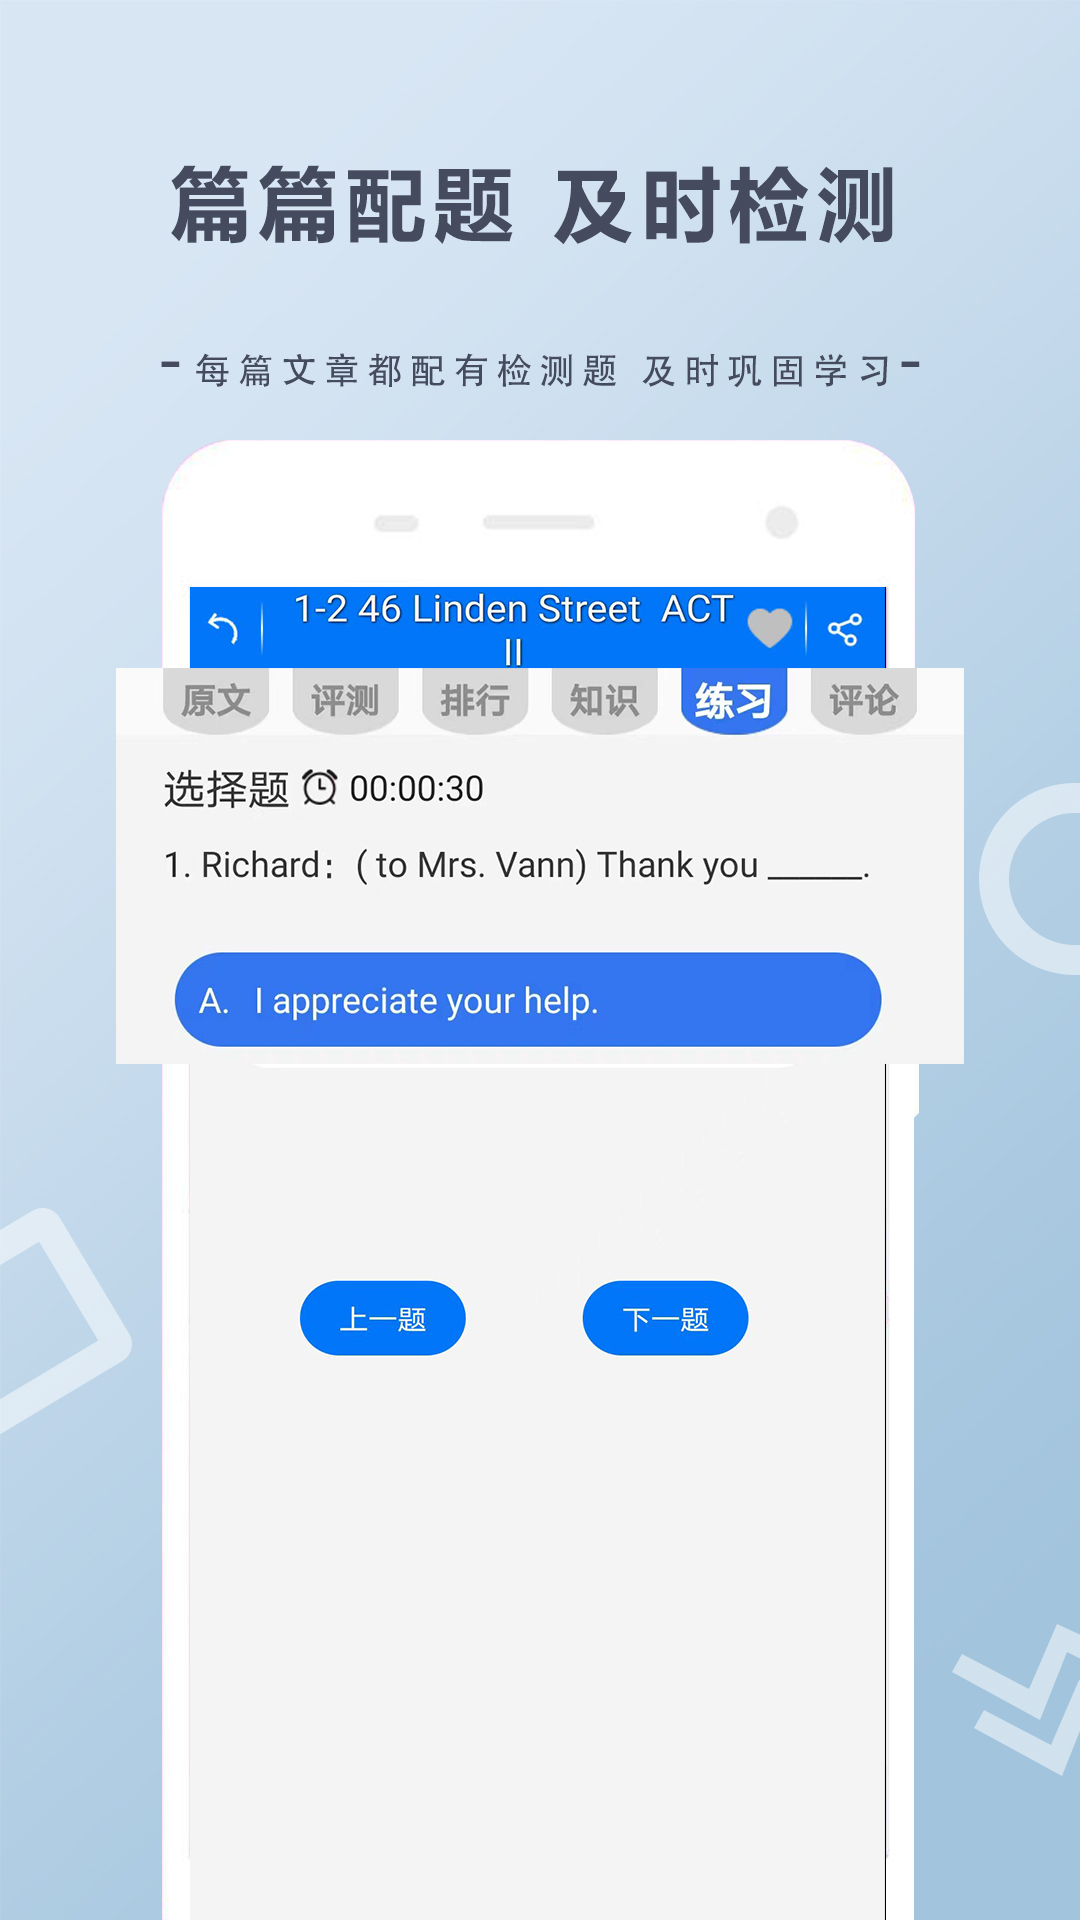 篇篇配题 及时检测
每篇文章都配有检测题 及时巩固学习
1-2 46 Linden Street ACT
II
原文 评测 排行 知识 练习 评论
选择题 00:00:30
1. Richard：( to Mrs. Vann) Thank you ______.
A. I appreciate your help.
上一题 下一题